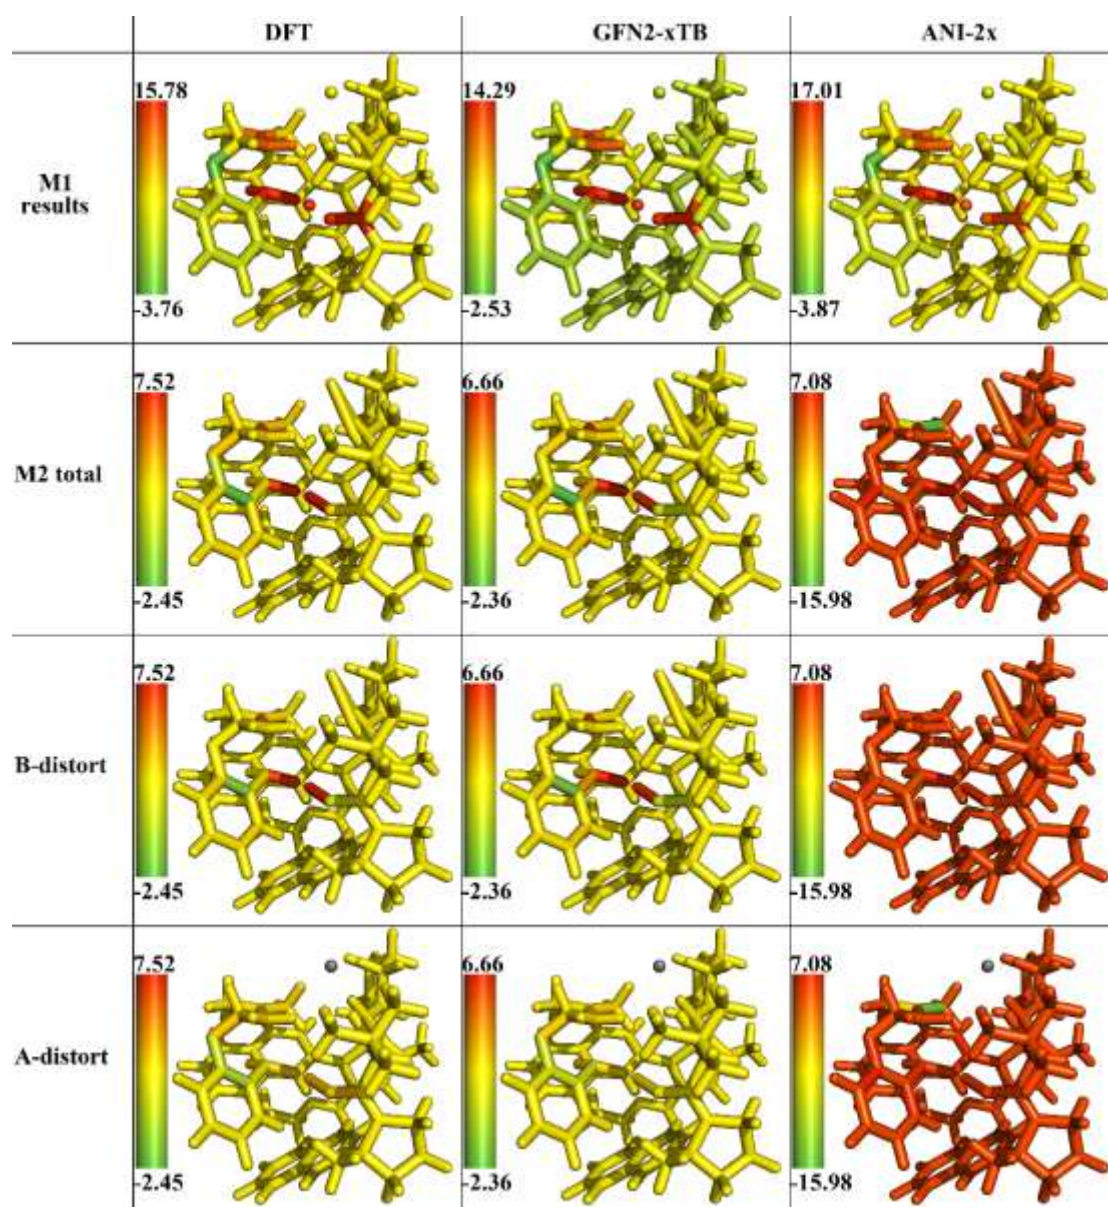 DFT GFN2-xTB ANI-2x
15.78 14.29 17.01
M1
results
-3.76 -2.53 -3.87
7.52 6.66 7.08
M2 total
-2.45 -2.36 -15.98
7.52 6.66 7.08
B-distort
-2.45 -2.36 -15.98
7.52 6.66 7.08
A-distort
-2.45 -2.36 -15.98